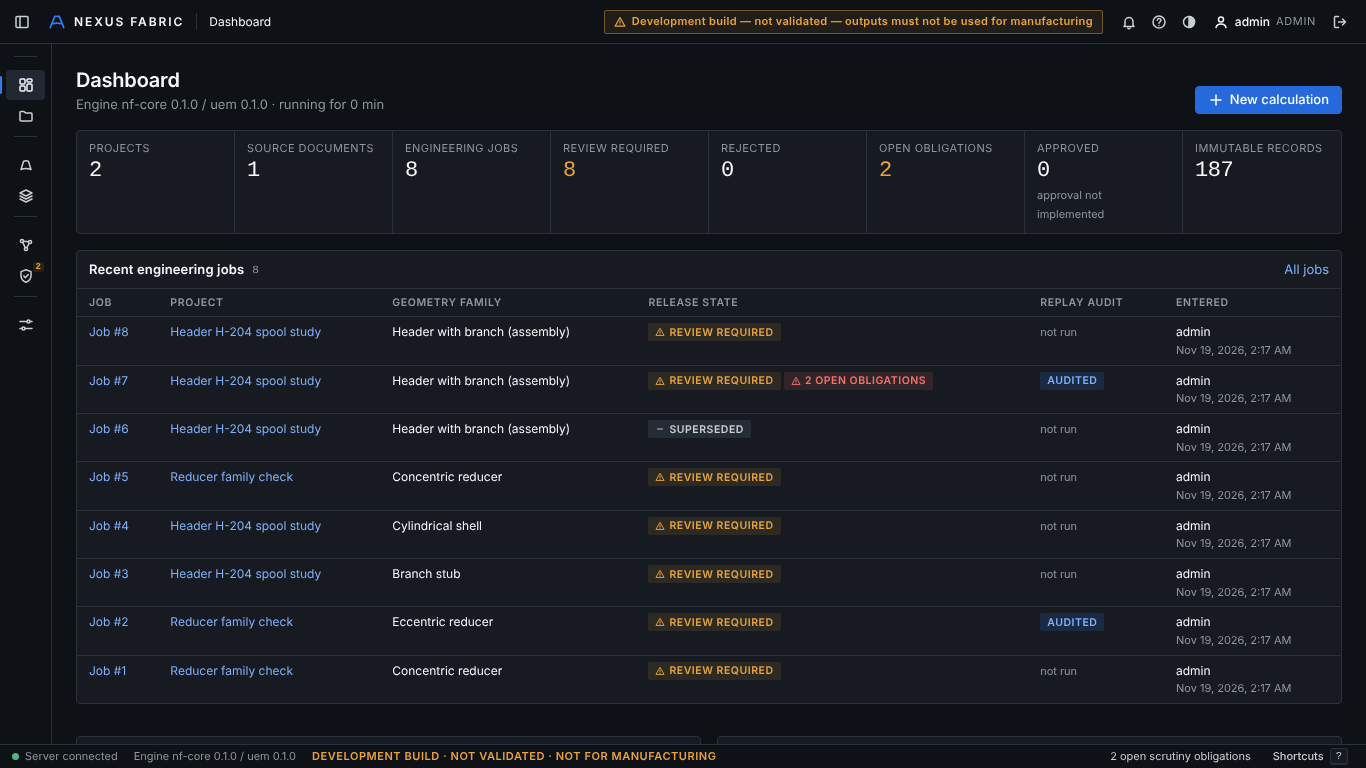 NEXUS FABRIC
Dashboard
Development build — not validated — outputs must not be used for manufacturing
admin ADMIN
Dashboard
Engine nf-core 0.1.0 / uem 0.1.0 · running for 0 min
New calculation
PROJECTS
2
SOURCE DOCUMENTS
1
ENGINEERING JOBS
8
REVIEW REQUIRED
8
REJECTED
0
OPEN OBLIGATIONS
2
APPROVED
0
approval not
implemented
IMMUTABLE RECORDS
187
2
Recent engineering jobs 8
All jobs
JOB PROJECT GEOMETRY FAMILY RELEASE STATE REPLAY AUDIT ENTERED
Job #8 Header H-204 spool study Header with branch (assembly) REVIEW REQUIRED not run admin
Nov 19, 2026, 2:17 AM
Job #7 Header H-204 spool study Header with branch (assembly) REVIEW REQUIRED 2 OPEN OBLIGATIONS AUDITED admin
Nov 19, 2026, 2:17 AM
Job #6 Header H-204 spool study Header with branch (assembly) SUPERSEDED not run admin
Nov 19, 2026, 2:17 AM
Job #5 Reducer family check Concentric reducer REVIEW REQUIRED not run admin
Nov 19, 2026, 2:17 AM
Job #4 Header H-204 spool study Cylindrical shell REVIEW REQUIRED not run admin
Nov 19, 2026, 2:17 AM
Job #3 Header H-204 spool study Branch stub REVIEW REQUIRED not run admin
Nov 19, 2026, 2:17 AM
Job #2 Reducer family check Eccentric reducer REVIEW REQUIRED AUDITED admin
Nov 19, 2026, 2:17 AM
Job #1 Reducer family check Concentric reducer REVIEW REQUIRED not run admin
Nov 19, 2026, 2:17 AM
Server connected Engine nf-core 0.1.0 / uem 0.1.0 DEVELOPMENT BUILD · NOT VALIDATED · NOT FOR MANUFACTURING 2 open scrutiny obligations Shortcuts ?